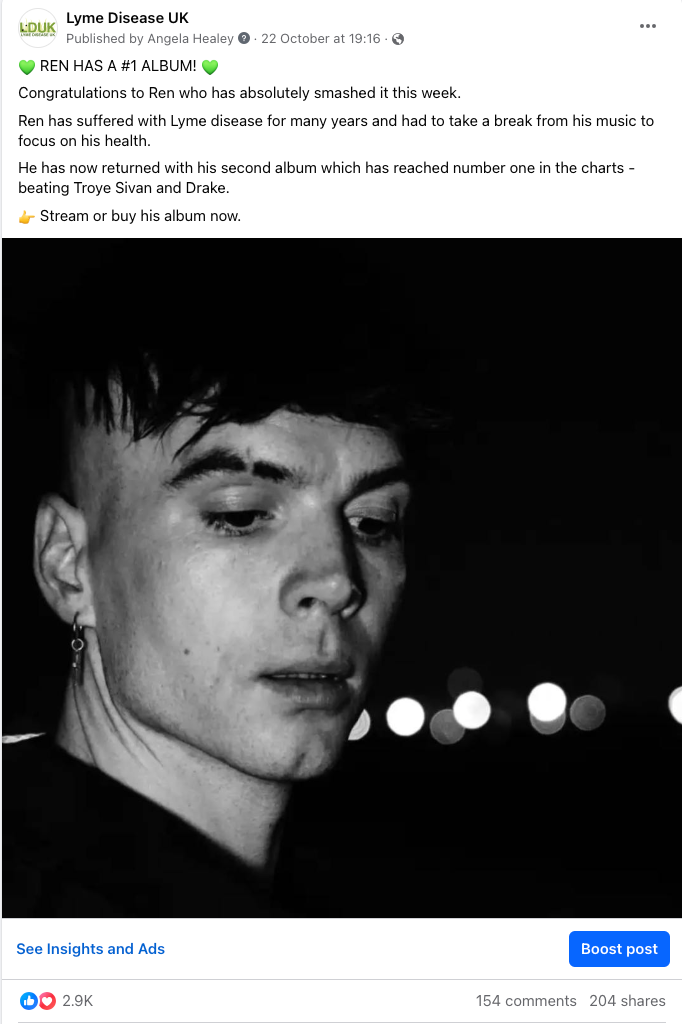 LDUK
LYME DISEASE UK
Lyme Disease UK
Published by Angela Healey ? · 22 October at 19:16 ·
💚 REN HAS A #1 ALBUM! 💚
Congratulations to Ren who has absolutely smashed it this week.
Ren has suffered with Lyme disease for many years and had to take a break from his music to
focus on his health.
He has now returned with his second album which has reached number one in the charts -
beating Troye Sivan and Drake.
👉 Stream or buy his album now.
See Insights and Ads
Boost post
2.9K
154 comments 204 shares